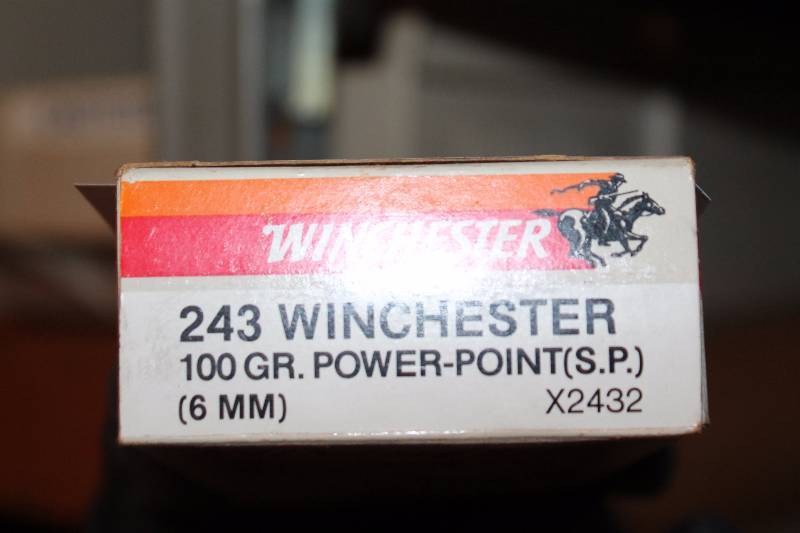 WINCHESTER
243 WINCHESTER
100 GR. POWER-POINT(S.P.)
(6 MM) X2432